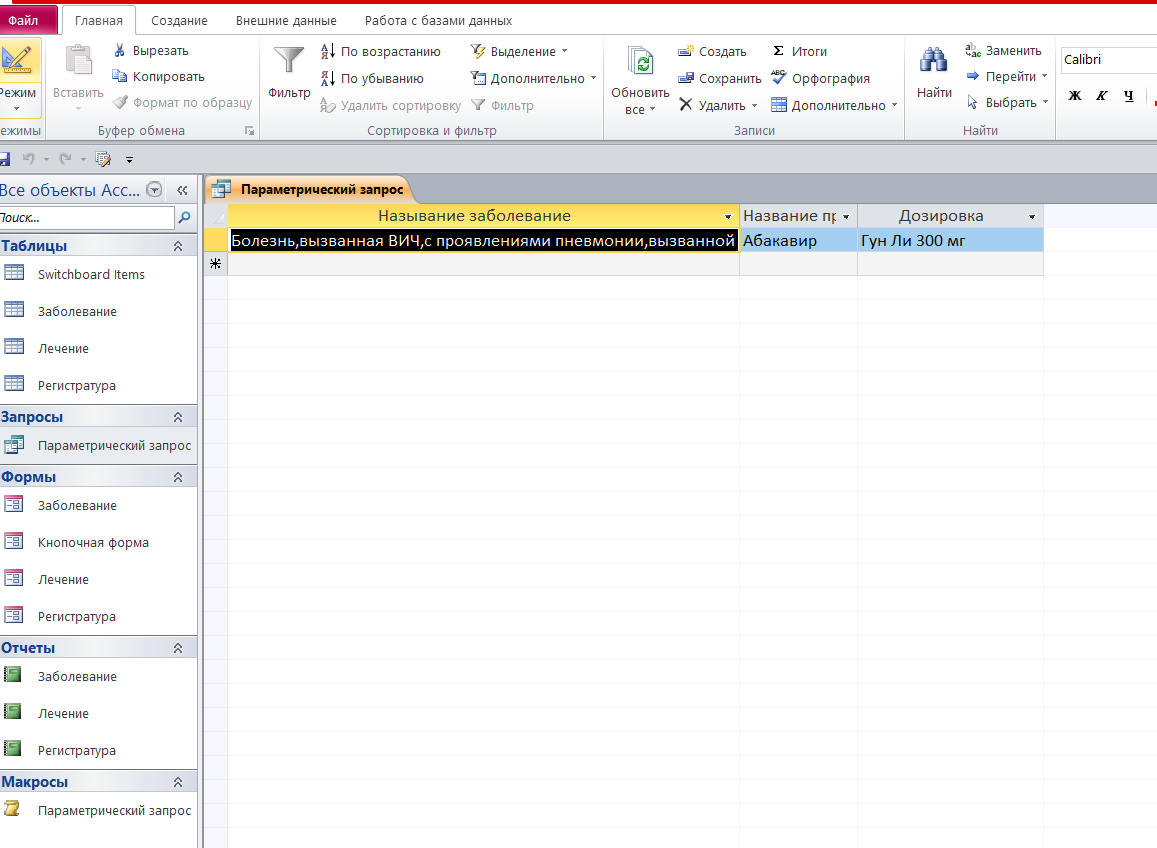 Файл Главная Создание Внешние данные Работа с базами данных
Режим
ежимы
Вставить
Вырезать
Копировать
Формат по образцу
Буфер обмена
Фильтр
По возрастанию
По убыванию
Удалить сортировку
Выделение
Дополнительно
Фильтр
Сортировка и фильтр
Обновить
все
Создать
Сохранить
Удалить
Итоги
Орфография
Дополнительно
Записи
Найти
Заменить
Перейти
Выбрать
Найти
Calibri
Ж К Ч
Все объекты Acc...
Поиск...
Таблицы
Switchboard Items
Заболевание
Лечение
Регистратура
Запросы
Параметрический запрос
Формы
Заболевание
Кнопочная форма
Лечение
Регистратура
Отчеты
Заболевание
Лечение
Регистратура
Макросы
Параметрический запрос
Параметрический запрос
Называние заболевание Название пр Дозировка
Болезнь,вызванная ВИЧ,с проявлениями пневмонии,вызванной Абакавир Гун Ли 300 мг